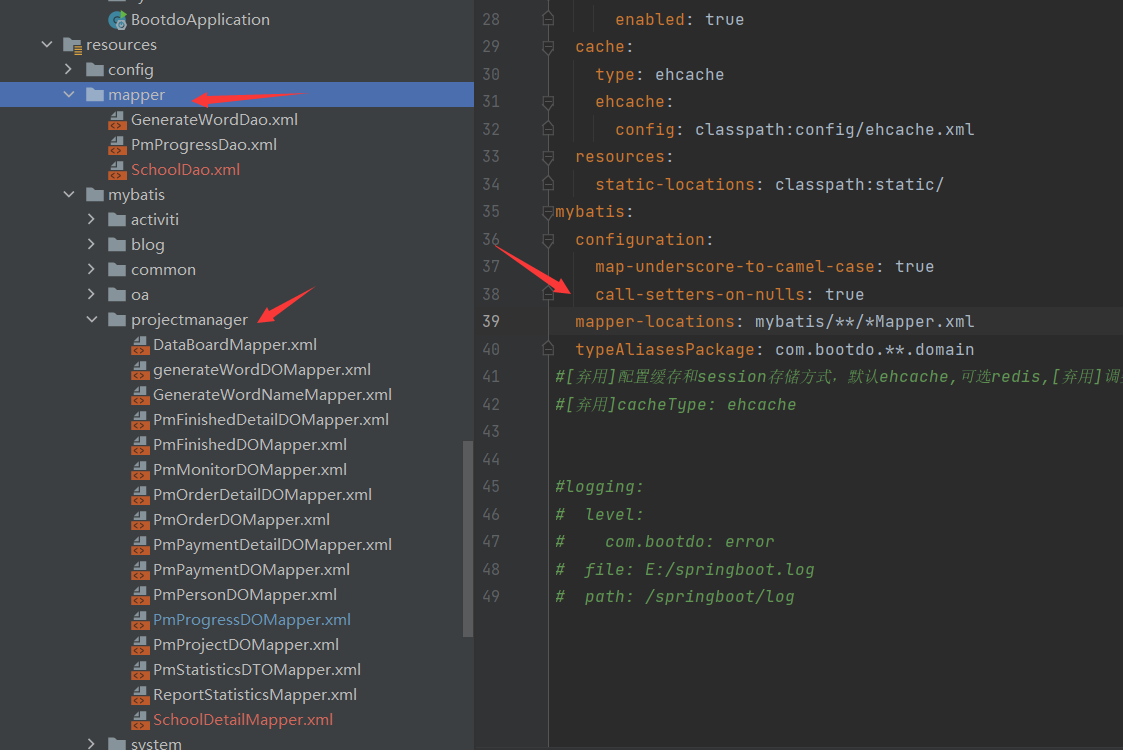 BootdoApplication
resources
config
mapper
GenerateWordDao.xml
PmProgressDao.xml
SchoolDao.xml
mybatis
activiti
blog
common
oa
projectmanager
DataBoardMapper.xml
generateWordDOMapper.xml
GenerateWordNameMapper.xml
PmFinishedDetailDOMapper.xml
PmFinishedDOMapper.xml
PmMonitorDOMapper.xml
PmOrderDetailDOMapper.xml
PmOrderDOMapper.xml
PmPaymentDetailDOMapper.xml
PmPaymentDOMapper.xml
PmPersonDOMapper.xml
PmProgressDOMapper.xml
PmProjectDOMapper.xml
PmStatisticsDTOMapper.xml
ReportStatisticsMapper.xml
SchoolDetailMapper.xml
system
28 enabled: true
29 cache:
30 type: ehcache
31 ehcache:
32 config: classpath:config/ehcache.xml
33 resources:
34 static-locations: classpath:static/
35 mybatis:
36 configuration:
37 map-underscore-to-camel-case: true
38 call-setters-on-nulls: true
39 mapper-locations: mybatis/**/*Mapper.xml
40 typeAliasesPackage: com.bootdo.**.domain
41 #[弃用]配置缓存和session存储方式，默认ehcache,可选redis,[弃用]调
42 #[弃用]cacheType: ehcache
43
44
45 #logging:
46 # level:
47 # com.bootdo: error
48 # file: E:/springboot.log
49 # path: /springboot/log